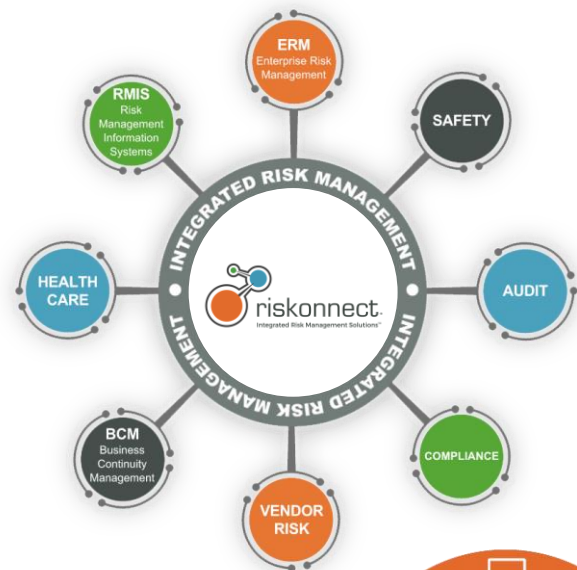 ERM
Enterprise Risk
Management
SAFETY
AUDIT
COMPLIANCE
VENDOR
RISK
BCM
Business
Continuity
Management
HEALTH
CARE
RMIS
Risk
Management
Information
Systems
INTEGRATED RISK MANAGEMENT
INTEGRATED RISK MANAGEMENT
riskonnect.
Integrated Risk Management Solutions™